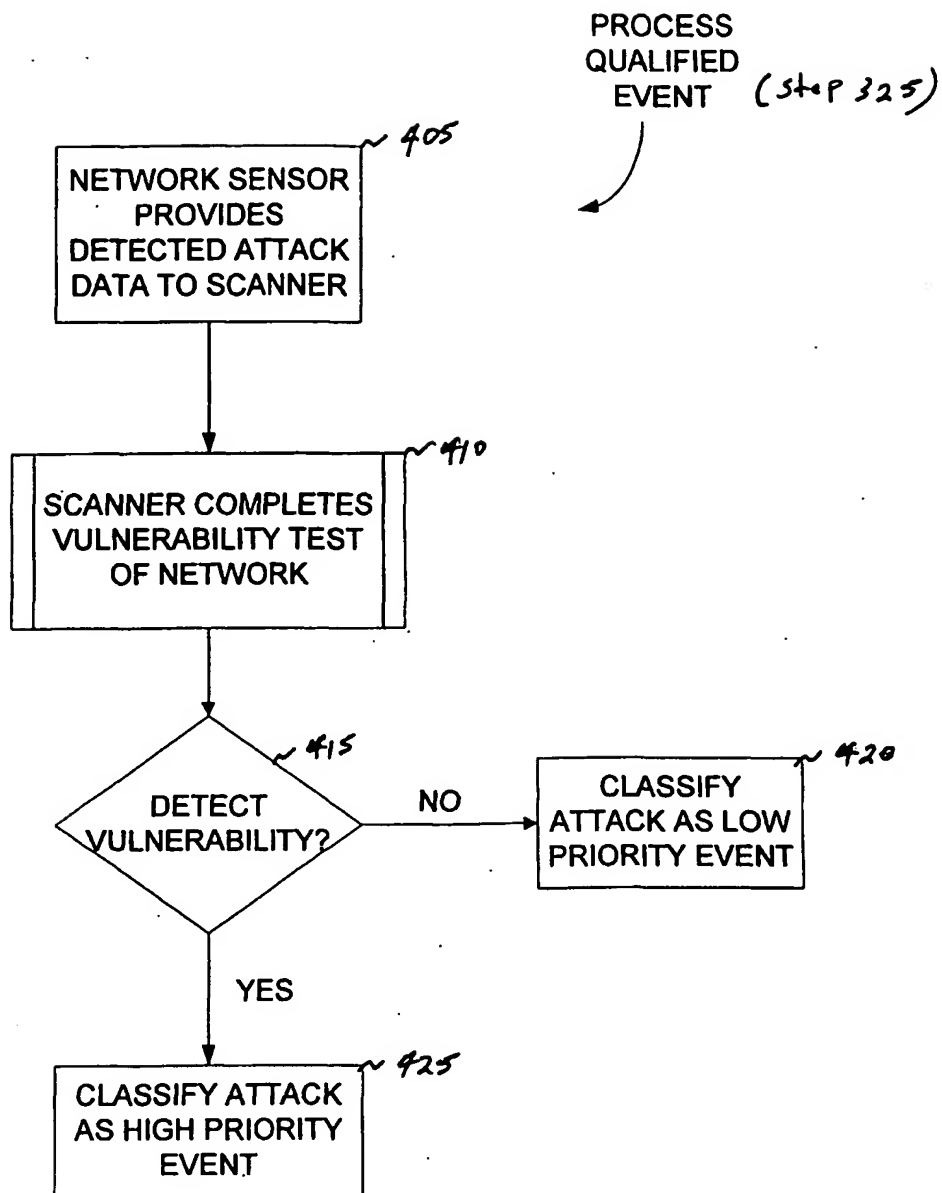 PROCESS
QUALIFIED
EVENT (step 325)
405
NETWORK SENSOR
PROVIDES
DETECTED ATTACK
DATA TO SCANNER
410
SCANNER COMPLETES
VULNERABILITY TEST
OF NETWORK
415
DETECT
VULNERABILITY?
NO
420
CLASSIFY
ATTACK AS LOW
PRIORITY EVENT
YES
425
CLASSIFY ATTACK
AS HIGH PRIORITY
EVENT